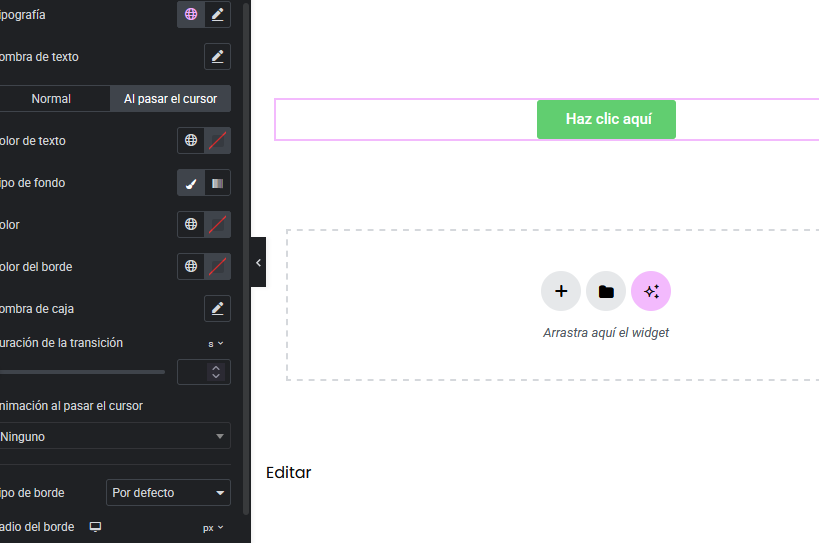 ipografía
ombra de texto
Normal
Al pasar el cursor
olor de texto
ipo de fondo
olor
olor del borde
ombra de caja
uración de la transición
s
nimación al pasar el cursor
Ninguno
ipo de borde
Por defecto
adio del borde
px
Haz clic aquí
Arrastra aquí el widget
Editar